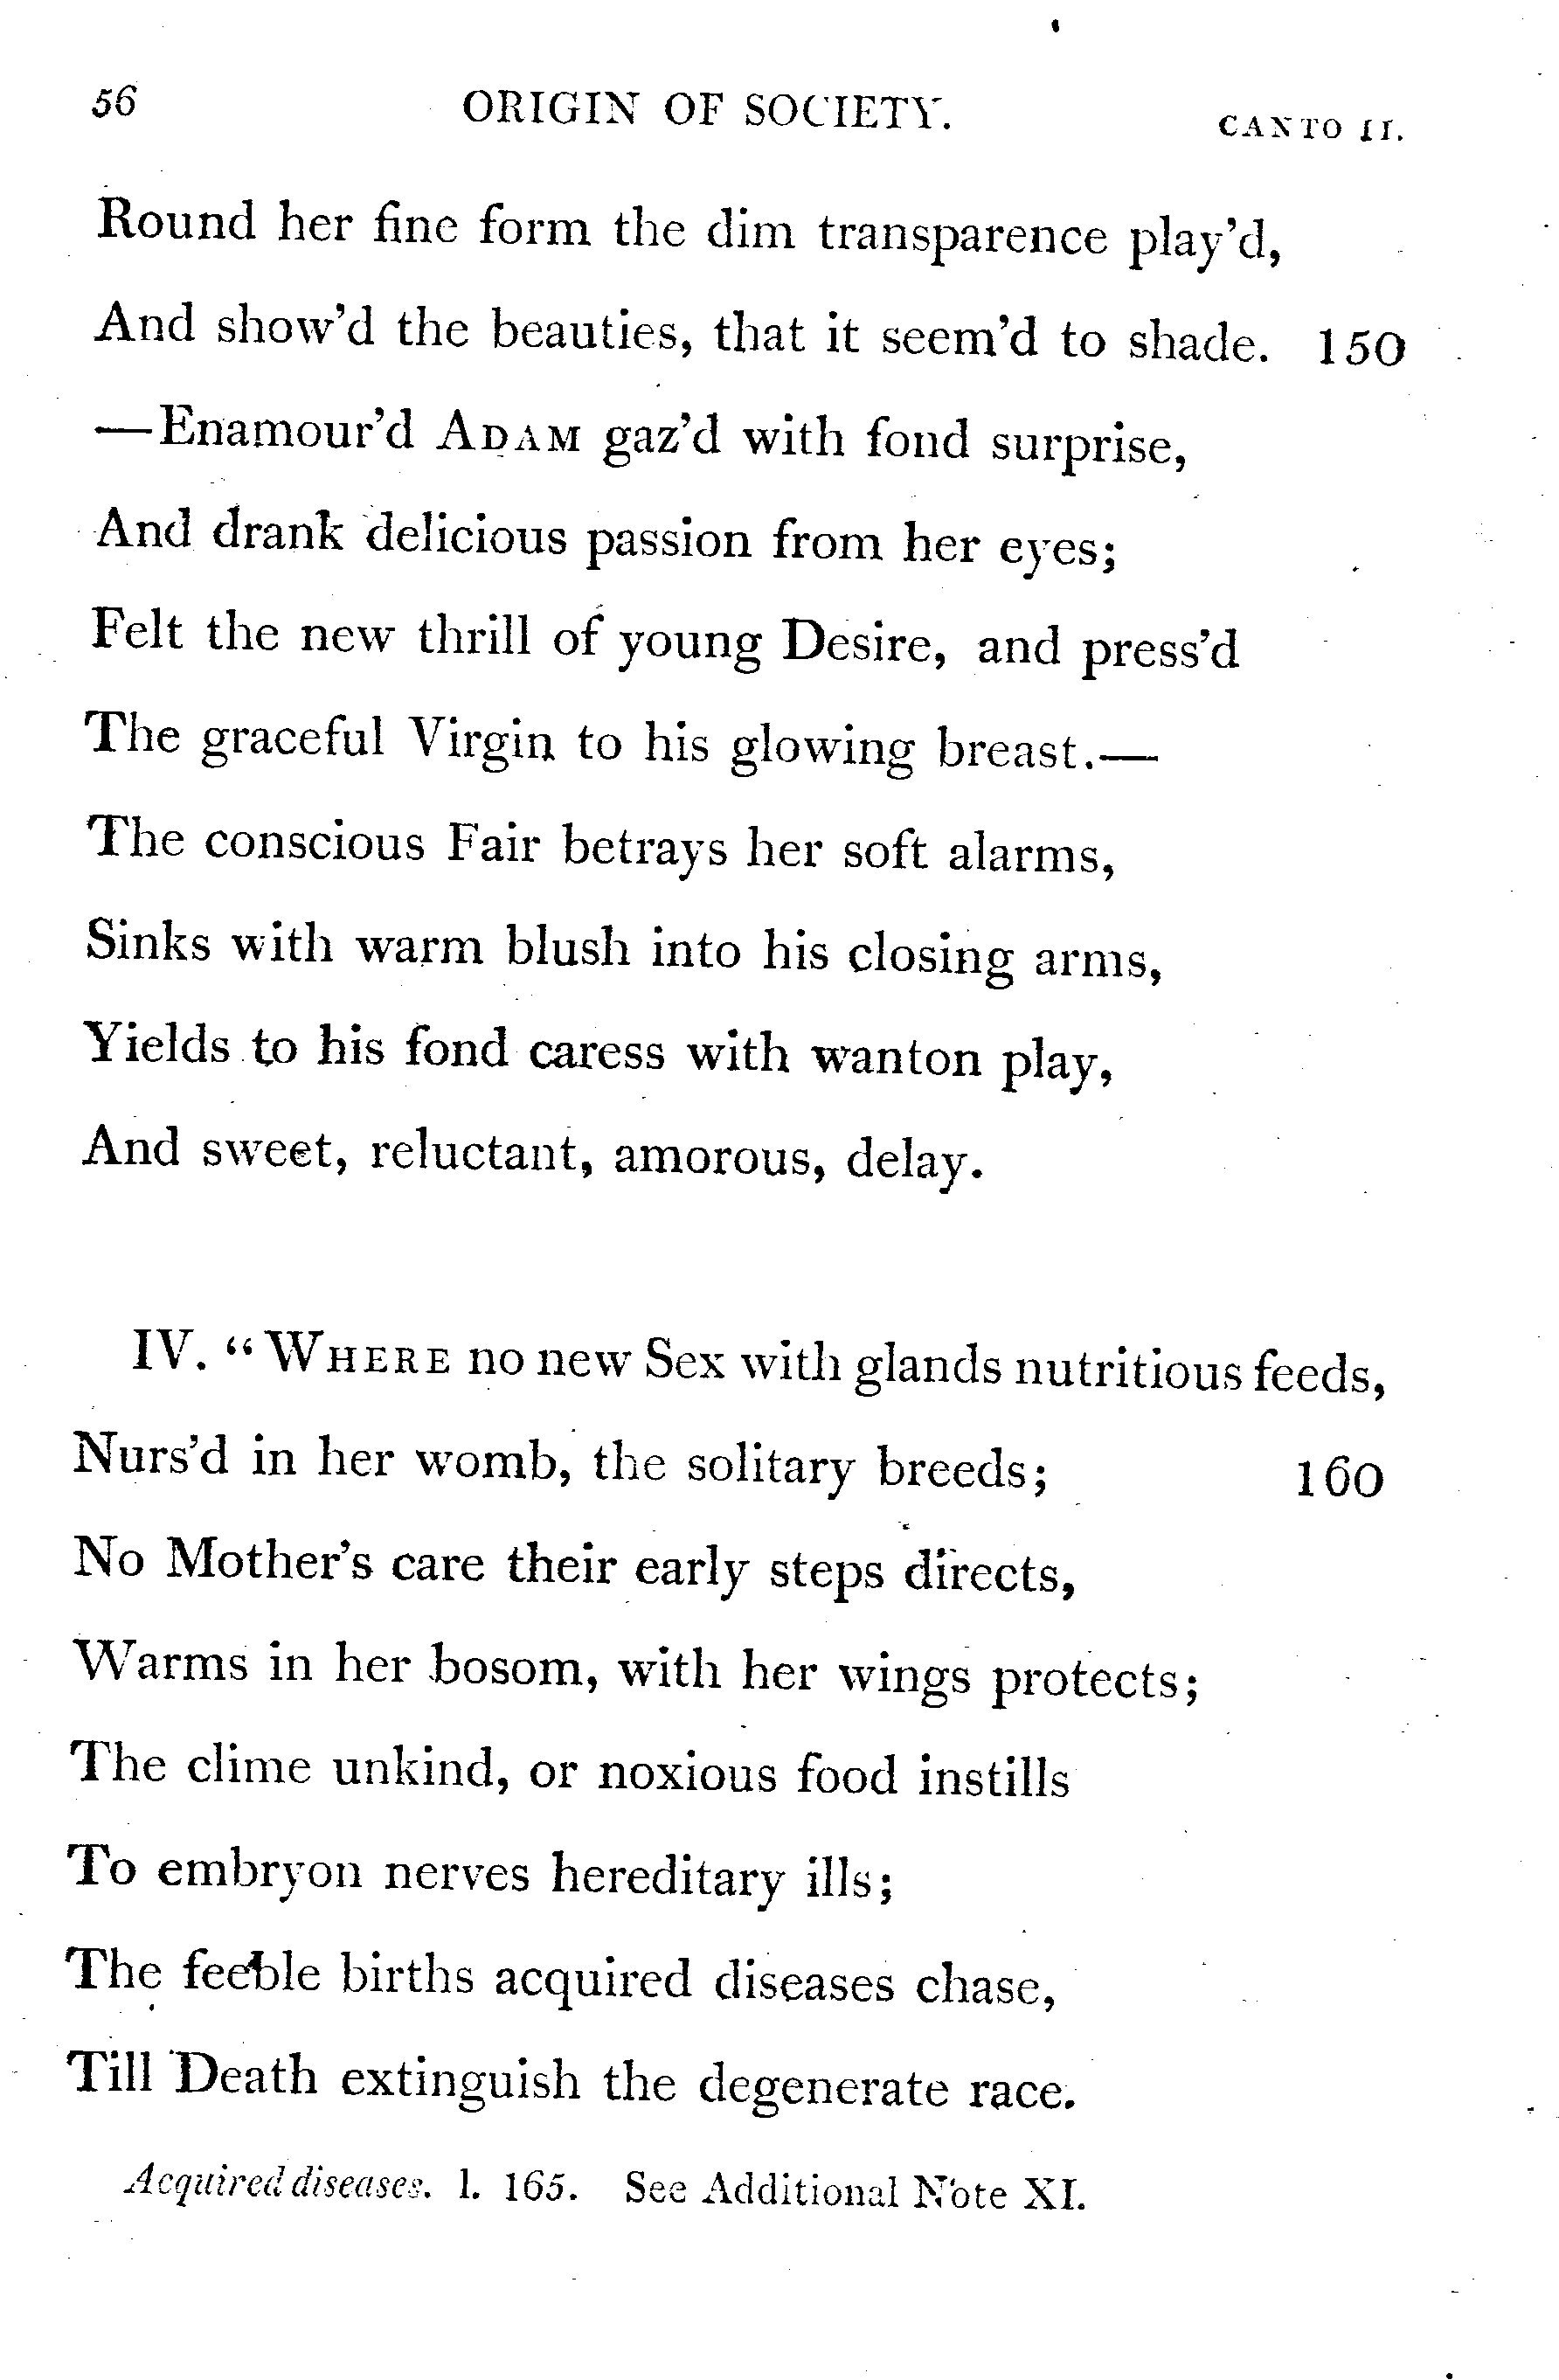 56 ORIGIN OF SOCIETY. CANTO II.
Round her fine form the dim transparence play'd,
And show'd the beauties, that it seem'd to shade. 150
—Enamour'd ADAM gaz'd with fond surprise,
And drank delicious passion from her eyes;
Felt the new thrill of young Desire, and press'd
The graceful Virgin to his glowing breast.—
The conscious Fair betrays her soft alarms,
Sinks with warm blush into his closing arms,
Yields to his fond caress with wanton play,
And sweet, reluctant, amorous, delay.
IV. “WHERE no new Sex with glands nutritious feeds,
Nurs'd in her womb, the solitary breeds; 160
No Mother's care their early steps directs,
Warms in her bosom, with her wings protects;
The clime unkind, or noxious food instills
To embryon nerves hereditary ills;
The feeble births acquired diseases chase,
Till Death extinguish the degenerate race.
Acquired diseases. l. 165. See Additional Note XI.